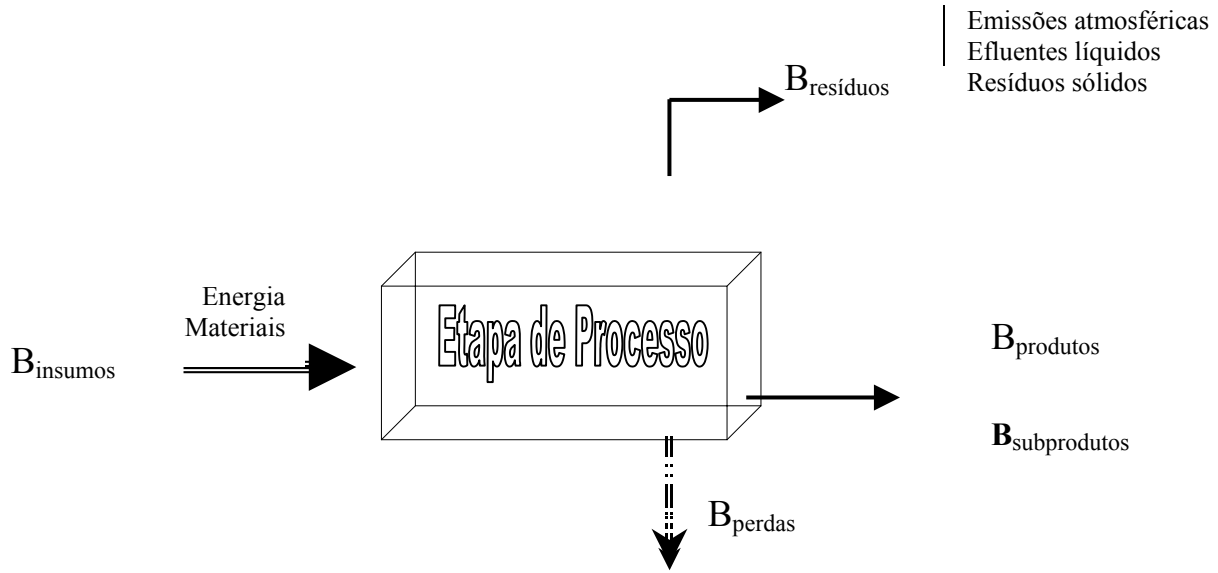 Emissões atmosféricas
Efluentes líquidos
Resíduos sólidos
Bresíduos
Energia
Materiais
Binsumos
Etapa de Processo
Bprodutos
Bsubprodutos
Bperdas